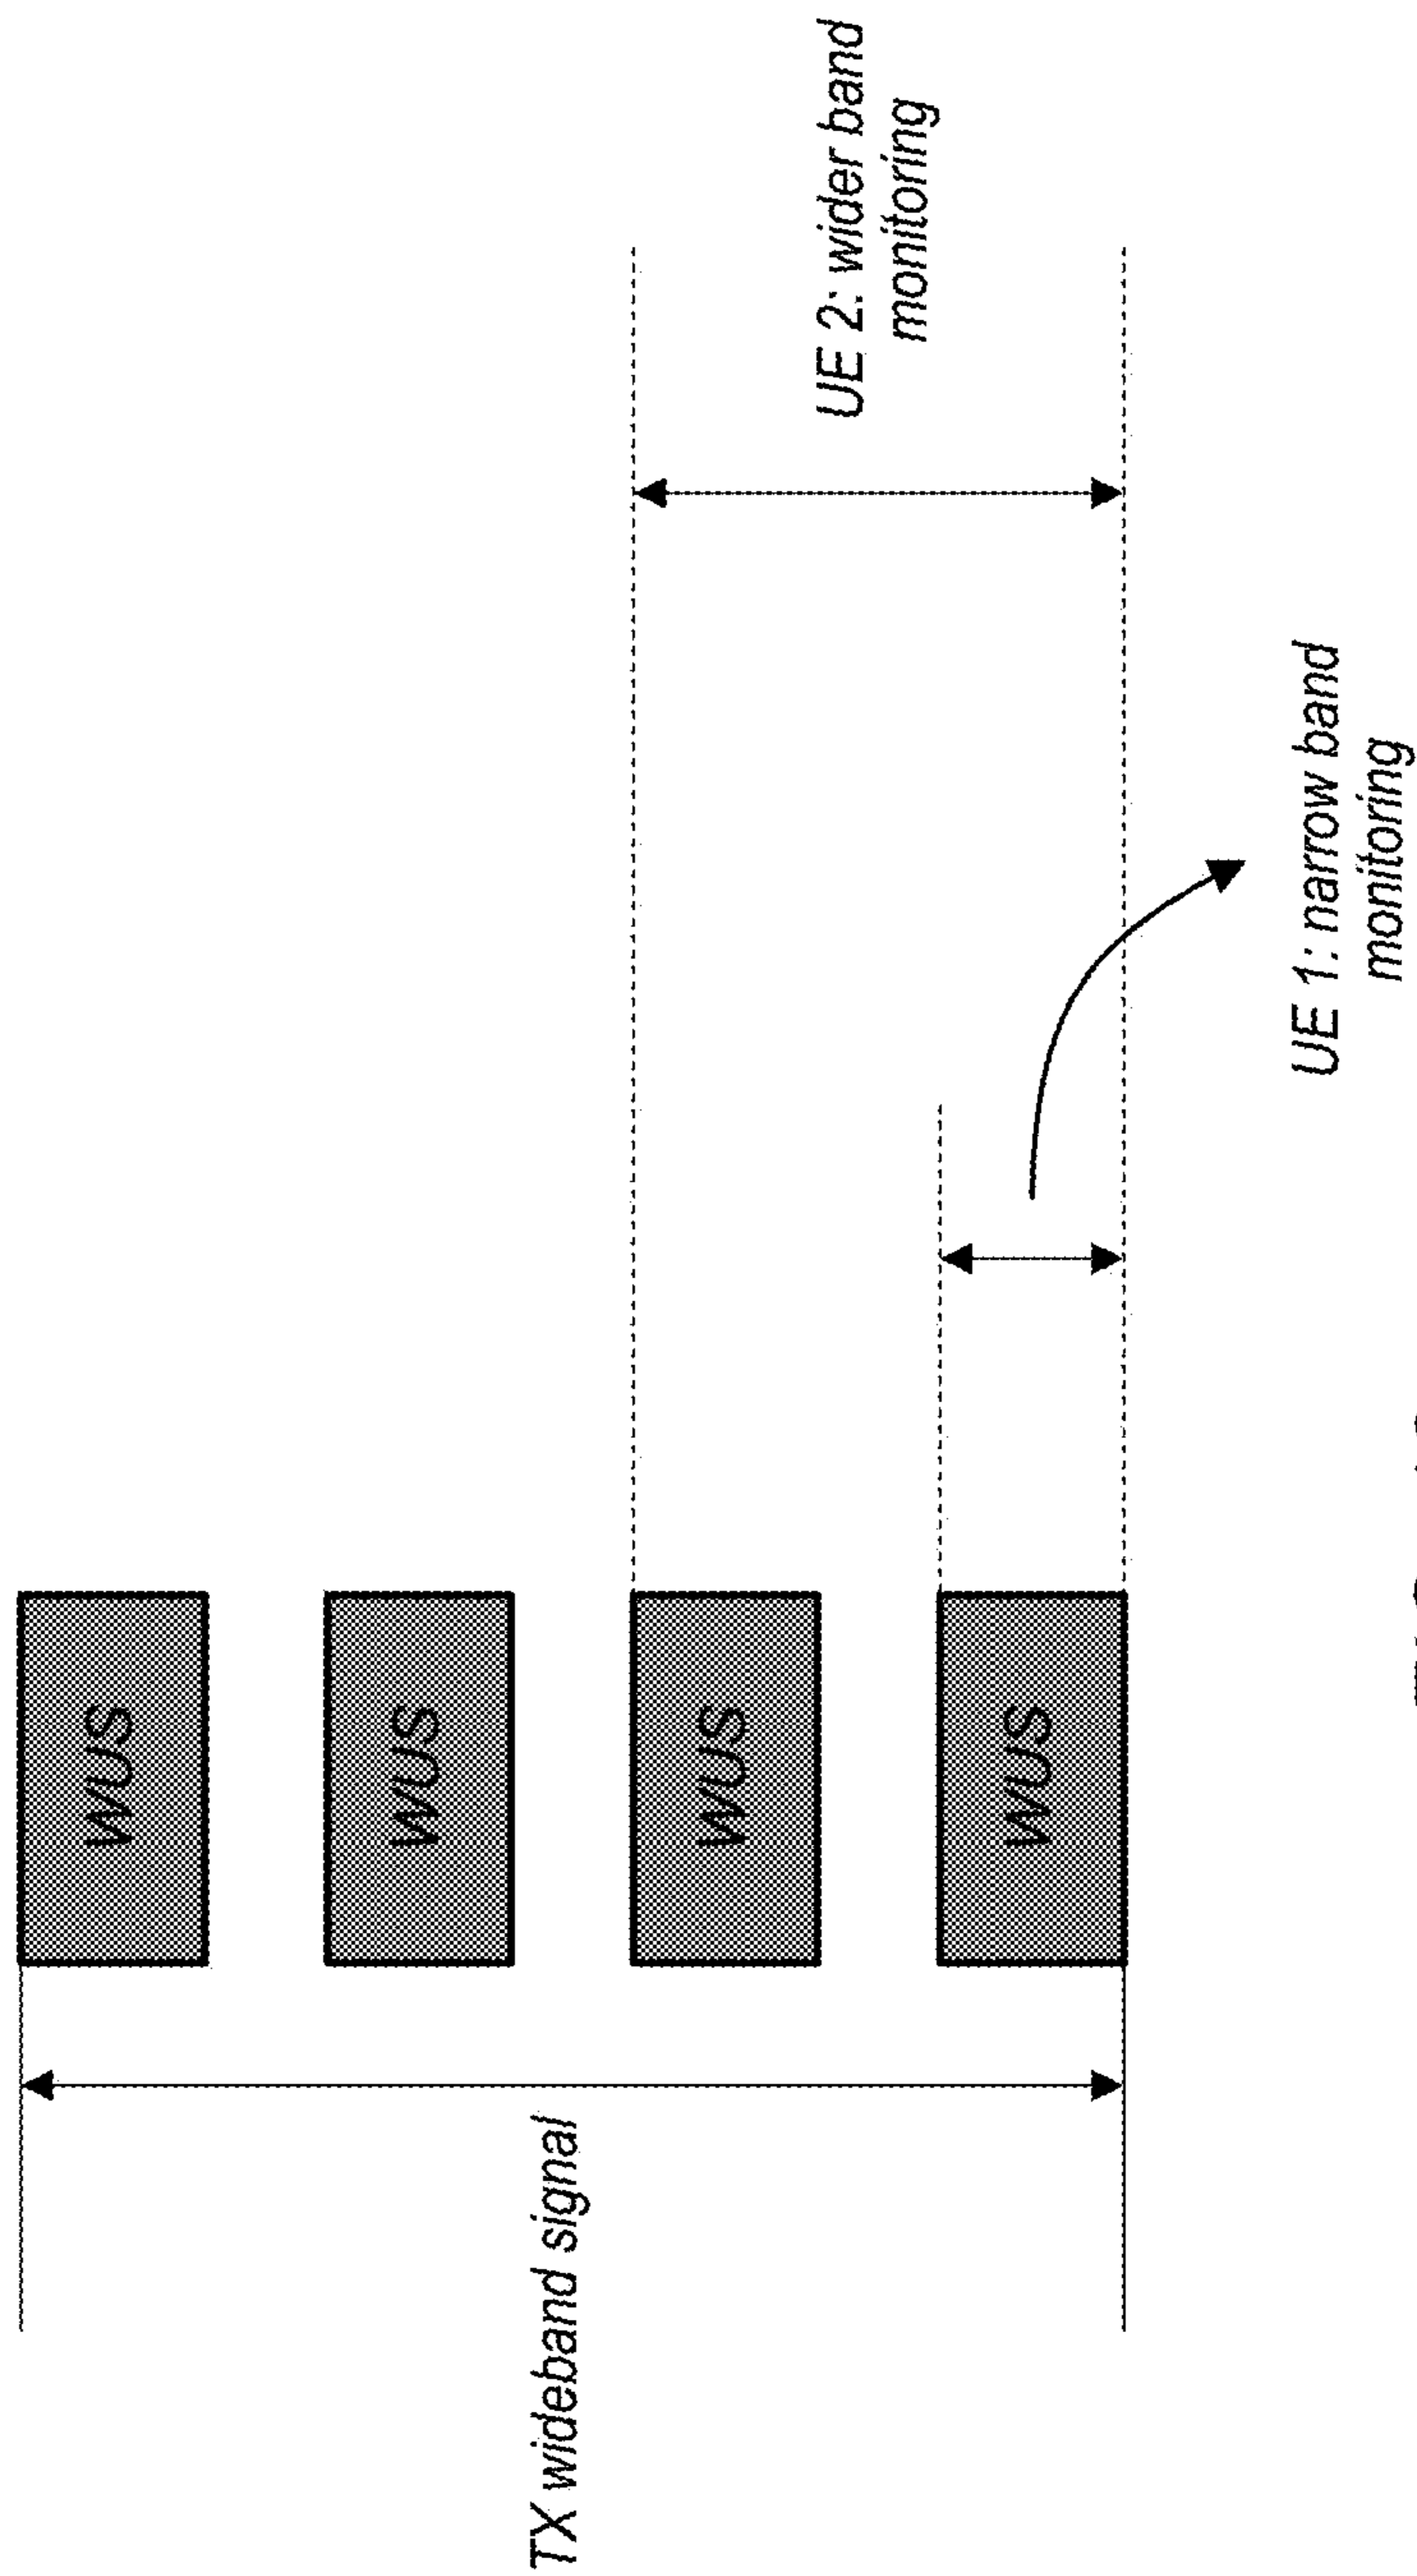 TX wideband signal
WUS
WUS
WUS
WUS
UE 1: narrow band
monitoring
UE 2: wider band
monitoring